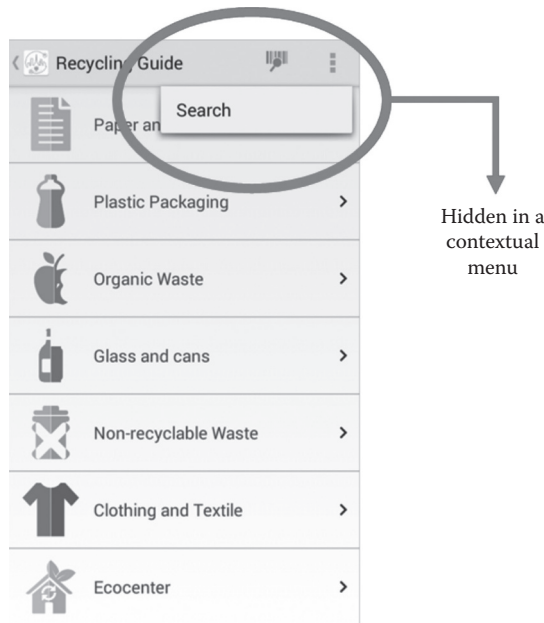 Recycling Guide
Search
Paper an
Plastic Packaging
Organic Waste
Glass and cans
Non-recyclable Waste
Clothing and Textile
Ecocenter
Hidden in a
contextual
menu